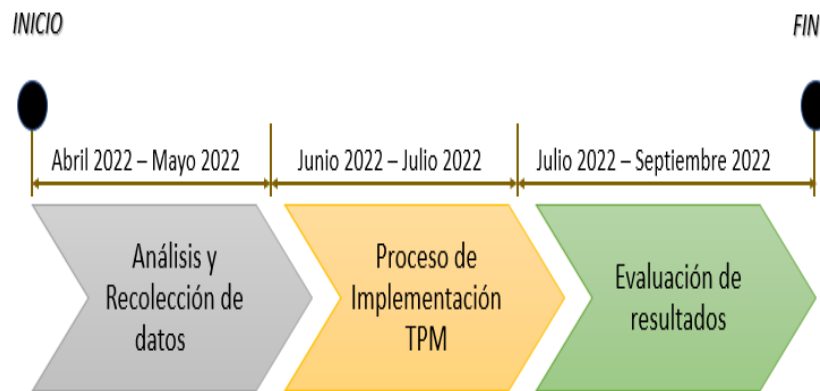 INICIO
FIN
Abril 2022 – Mayo 2022
Junio 2022 – Julio 2022
Julio 2022 – Septiembre 2022
Análisis y
Recolección de
datos
Proceso de
Implementación
TPM
Evaluación de
resultados